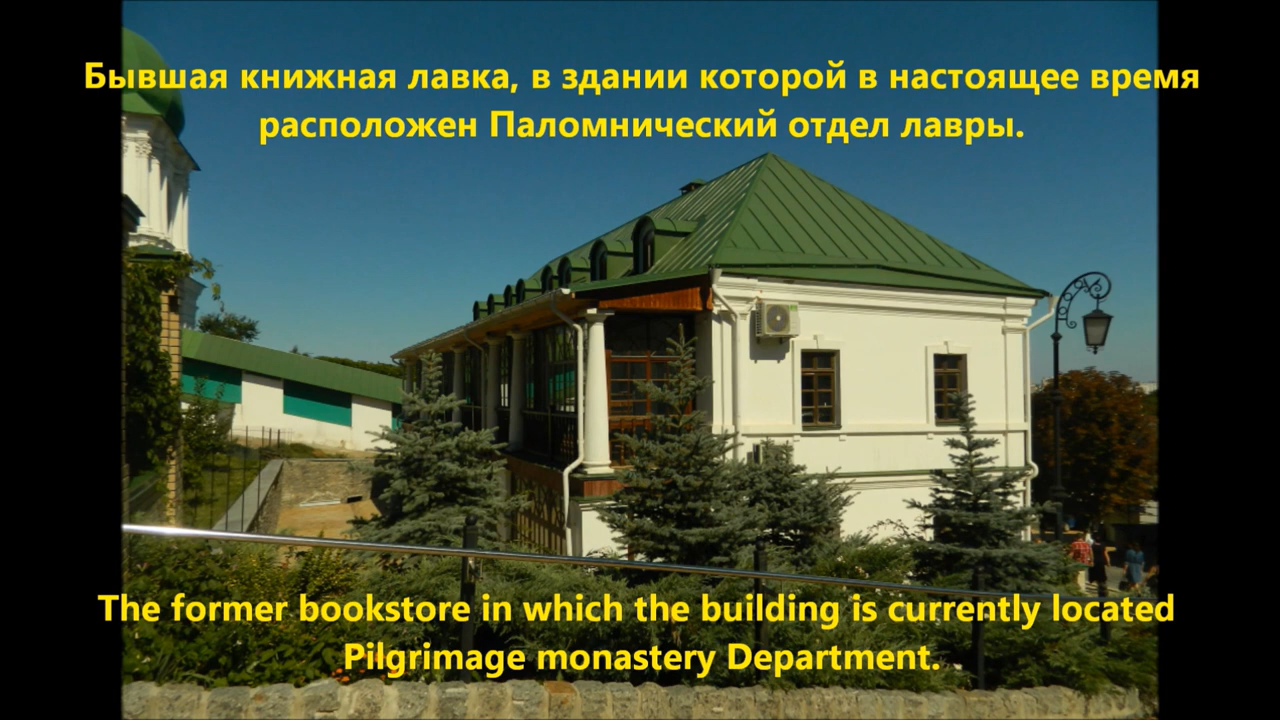 Бывшая книжная лавка, в здании которой в настоящее время
расположен Паломнический отдел лавры.
The former bookstore in which the building is currently located
Pilgrimage monastery Department.